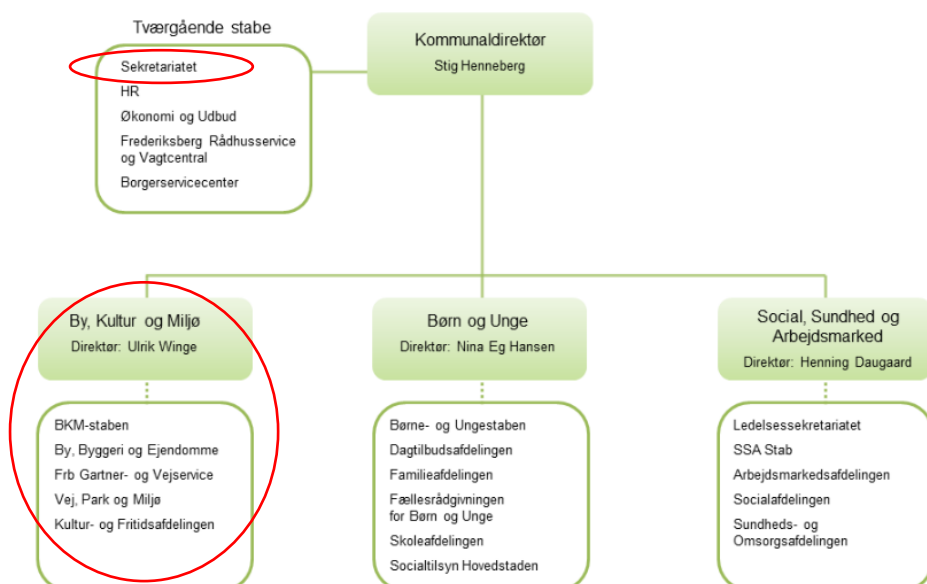 Tværgående stabe
Sekretariatet
HR
Økonomi og Udbud
Frederiksberg Rådhusservice
og Vagtcentral
Borgerservicecenter
Kommunaldirektør
Stig Henneberg
By, Kultur og Miljø
Direktør: Ulrik Winge
BKM-staben
By, Byggeri og Ejendomme
Frb Gartner- og Vejservice
Vej, Park og Miljø
Kultur- og Fritidsafdelingen
Børn og Unge
Direktør: Nina Eg Hansen
Børne- og Ungestaben
Dagtilbudsafdelingen
Familieafdelingen
Fællesrådgivningen
for Børn og Unge
Skoleafdelingen
Socialtilsyn Hovedstaden
Social, Sundhed og
Arbejdsmarked
Direktør: Henning Daugaard
Ledelsessekretariatet
SSA Stab
Arbejdsmarkedsafdelingen
Socialafdelingen
Sundheds- og
Omsorgsafdelingen